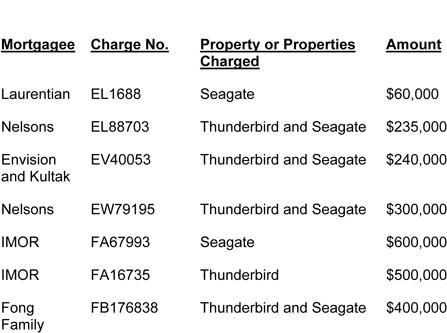 Mortgagee Charge No. Property or Properties Amount
Charged
Laurentian EL1688 Seagate $60,000
Nelsons EL88703 Thunderbird and Seagate $235,000
Envision EV40053 Thunderbird and Seagate $240,000
and Kultak
Nelsons EW79195 Thunderbird and Seagate $300,000
IMOR FA67993 Seagate $600,000
IMOR FA16735 Thunderbird $500,000
Fong FB176838 Thunderbird and Seagate $400,000
Family